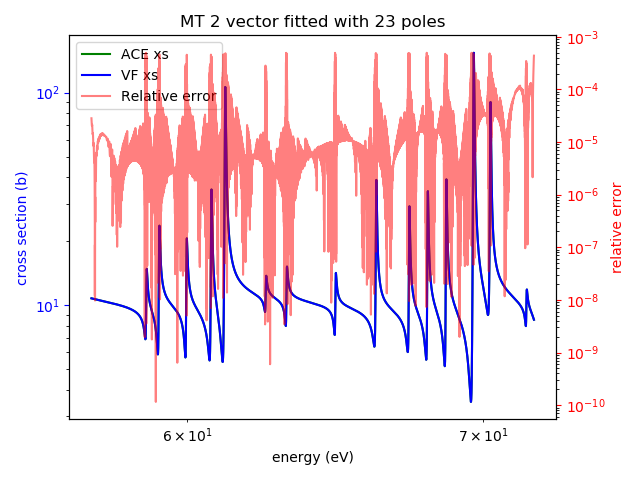 MT 2 vector fitted with 23 poles
ACE xs
VF xs
Relative error
cross section (b)
10²
10¹
10⁻³
10⁻⁴
10⁻⁵
10⁻⁶
10⁻⁷
10⁻⁸
10⁻⁹
10⁻¹⁰
relative error
6 × 10¹
7 × 10¹
energy (eV)